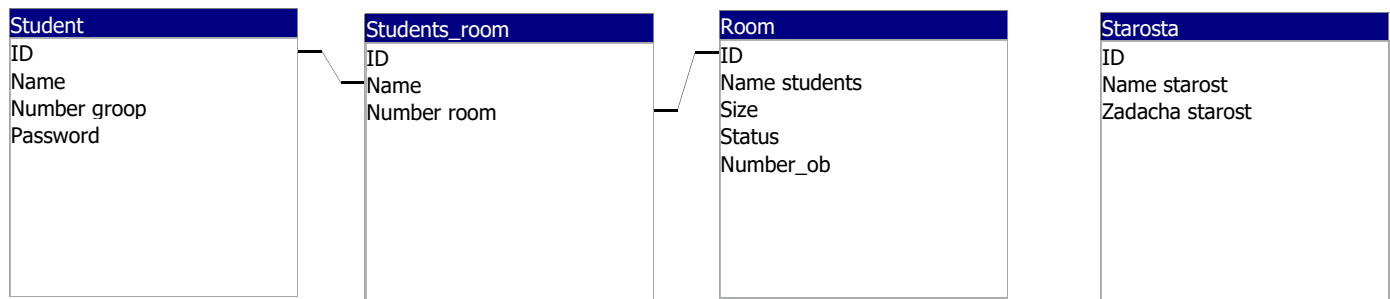 Student
ID
Name
Number groop
Password
Students_room
ID
Name
Number room
Room
ID
Name students
Size
Status
Number_ob
Starosta
ID
Name starost
Zadacha starost